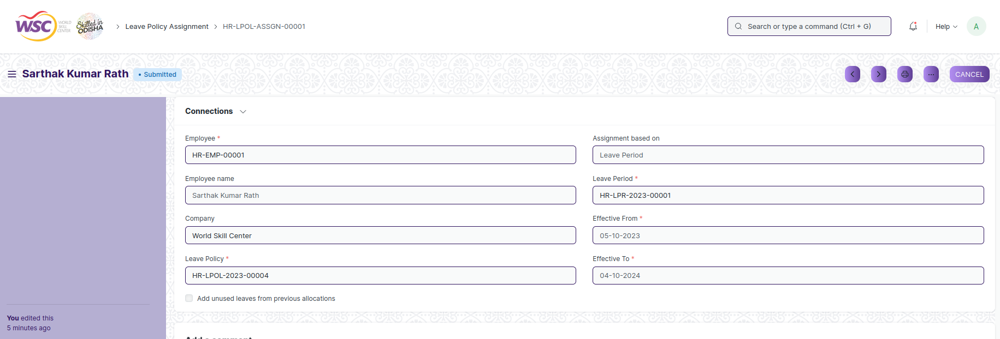 WSC WORLD SKILL CENTER Skilled in ODISHA > Leave Policy Assignment > HR-LPOL-ASSGN-00001 Search or type a command (Ctrl + G) Help A
Sarthak Kumar Rath • Submitted CANCEL
Connections
Employee * Assignment based on
HR-EMP-00001 Leave Period
Employee name Leave Period *
Sarthak Kumar Rath HR-LPR-2023-00001
Company Effective From *
World Skill Center 05-10-2023
Leave Policy * Effective To *
HR-LPOL-2023-00004 04-10-2024
Add unused leaves from previous allocations
You edited this
5 minutes ago
Add a comment